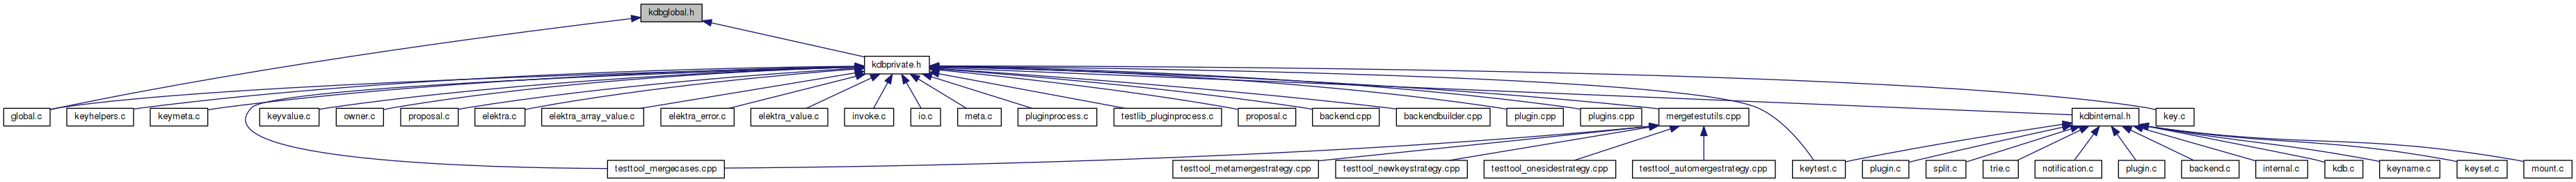 kdbglobal.h
kdbprivate.h
global.c
keyhelpers.c
keymeta.c
keyvalue.c
owner.c
proposal.c
elektra.c
elektra_array_value.c
elektra_error.c
elektra_value.c
invoke.c
io.c
meta.c
pluginprocess.c
testlib_pluginprocess.c
proposal.c
backend.cpp
backendbuilder.cpp
plugin.cpp
plugins.cpp
mergetestutils.cpp
kdbinternal.h
key.c
testtool_mergecases.cpp
testtool_metamergestrategy.cpp
testtool_newkeystrategy.cpp
testtool_onesidestrategy.cpp
testtool_automergestrategy.cpp
keytest.c
plugin.c
split.c
trie.c
notification.c
plugin.c
backend.c
internal.c
kdb.c
keyname.c
keyset.c
mount.c